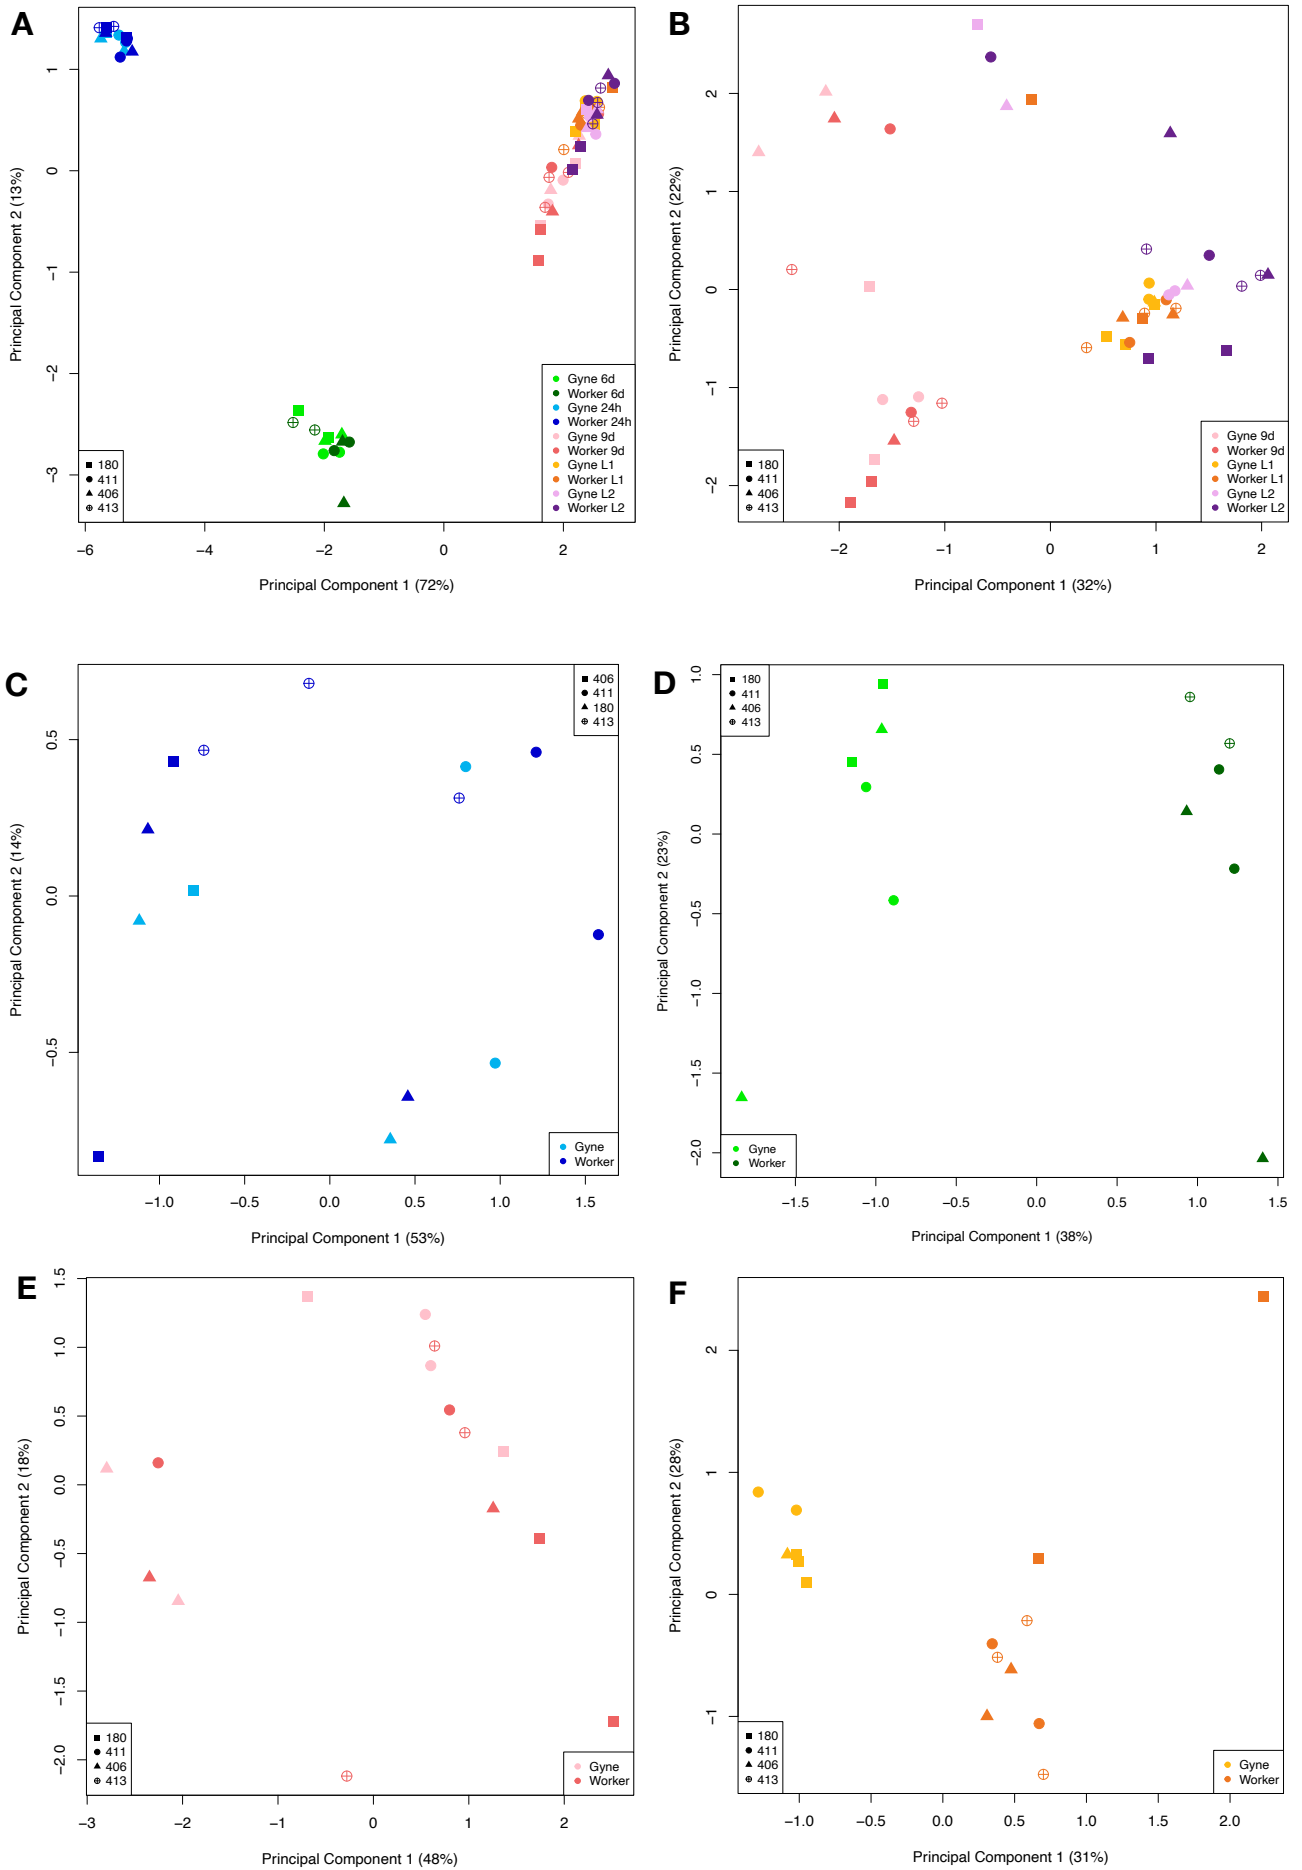 A
Principal Component 2 (13%)
1
0
−1
−2
−3
−6
−4
−2
0
2
Principal Component 1 (72%)
180
411
406
413
Gyne 6d
Worker 6d
Gyne 24h
Worker 24h
Gyne 9d
Worker 9d
Gyne L1
Worker L1
Gyne L2
Worker L2
B
Principal Component 2 (22%)
2
1
0
−1
−2
−2
−1
0
1
2
Principal Component 1 (32%)
180
411
406
413
Gyne 9d
Worker 9d
Gyne L1
Worker L1
Gyne L2
Worker L2
C
Principal Component 2 (14%)
0.5
0.0
−0.5
−1.0
−0.5
0.0
0.5
1.0
1.5
Principal Component 1 (53%)
406
411
180
413
Gyne
Worker
D
Principal Component 2 (23%)
1.0
0.5
0.0
−0.5
−1.0
−1.5
−2.0
−1.5
−1.0
−0.5
0.0
0.5
1.0
1.5
Principal Component 1 (38%)
180
411
406
413
Gyne
Worker
E
Principal Component 2 (18%)
1.5
1.0
0.5
0.0
−0.5
−1.0
−1.5
−2.0
−3
−2
−1
0
1
2
Principal Component 1 (48%)
180
411
406
413
Gyne
Worker
F
Principal Component 2 (28%)
2
1
0
−1
−1.0
−0.5
0.0
0.5
1.0
1.5
2.0
Principal Component 1 (31%)
180
411
406
413
Gyne
Worker